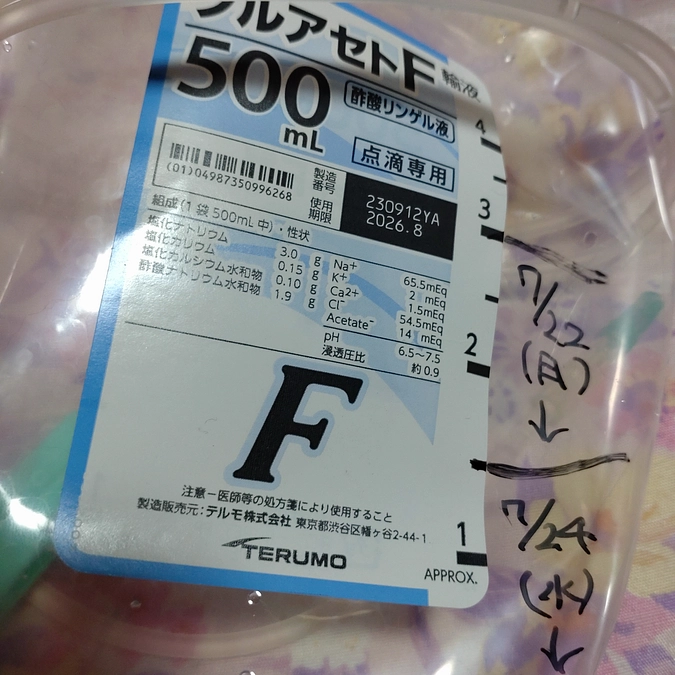 ルアセトF 輸液
500mL
酢酸リンゲル液
点滴専用
(01)04987350996268
製造番号 230912YA
使用期限 2026.8
組成(1袋500mL中)・性状
塩化ナトリウム 3.0 g
塩化カリウム 0.15 g
塩化カルシウム水和物 0.10 g
酢酸ナトリウム水和物 1.9 g
Na+ 65.5mEq
K+ 2 mEq
Ca2+ 1.5mEq
Cl- 54.5mEq
Acetate- 14 mEq
pH 6.5~7.5
浸透圧比 約0.9
F
注意-医師等の処方箋により使用すること
製造販売元:テルモ株式会社 東京都渋谷区幡ヶ谷2-44-1
TERUMO
4
3
2
1
APPROX.
7/22
(月)
↓
7/24
(水)
↓